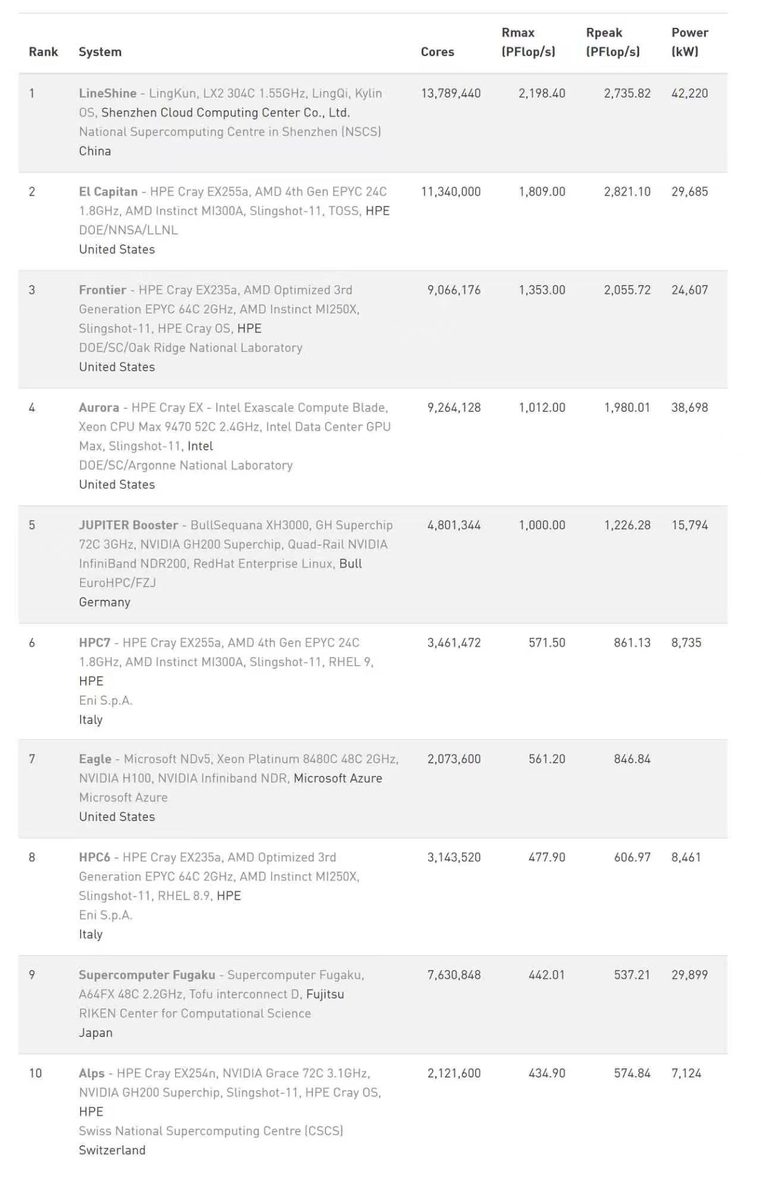 Rank System Cores Rmax (PFlop/s) Rpeak (PFlop/s) Power (kW)
1 LineShine - LingKun, LX2 304C 1.55GHz, LingQi, Kylin 13,789,440 2,198.40 2,735.82 42,220
OS, Shenzhen Cloud Computing Center Co., Ltd.
National Supercomputing Centre in Shenzhen (NSCS)
China
2 El Capitan - HPE Cray EX255a, AMD 4th Gen EPYC 24C 11,340,000 1,809.00 2,821.10 29,685
1.8GHz, AMD Instinct MI300A, Slingshot-11, TOSS, HPE
DOE/NNSA/LLNL
United States
3 Frontier - HPE Cray EX235a, AMD Optimized 3rd 9,066,176 1,353.00 2,055.72 24,607
Generation EPYC 64C 2GHz, AMD Instinct MI250X,
Slingshot-11, HPE Cray OS, HPE
DOE/SC/Oak Ridge National Laboratory
United States
4 Aurora - HPE Cray EX - Intel Exascale Compute Blade, 9,264,128 1,012.00 1,980.01 38,698
Xeon CPU Max 9470 52C 2.4GHz, Intel Data Center GPU
Max, Slingshot-11, Intel
DOE/SC/Argonne National Laboratory
United States
5 JUPITER Booster - BullSequana XH3000, GH Superchip 4,801,344 1,000.00 1,226.28 15,794
72C 3GHz, NVIDIA GH200 Superchip, Quad-Rail NVIDIA
InfiniBand NDR200, RedHat Enterprise Linux, Bull
EuroHPC/FZJ
Germany
6 HPC7 - HPE Cray EX255a, AMD 4th Gen EPYC 24C 3,461,472 571.50 861.13 8,735
1.8GHz, AMD Instinct MI300A, Slingshot-11, RHEL 9,
HPE
Eni S.p.A.
Italy
7 Eagle - Microsoft NDv5, Xeon Platinum 8480C 48C 2GHz, 2,073,600 561.20 846.84
NVIDIA H100, NVIDIA Infiniband NDR, Microsoft Azure
Microsoft Azure
United States
8 HPC6 - HPE Cray EX235a, AMD Optimized 3rd 3,143,520 477.90 606.97 8,461
Generation EPYC 64C 2GHz, AMD Instinct MI250X,
Slingshot-11, RHEL 8.9, HPE
Eni S.p.A.
Italy
9 Supercomputer Fugaku - Supercomputer Fugaku, 7,630,848 442.01 537.21 29,899
A64FX 48C 2.2GHz, Tofu interconnect D, Fujitsu
RIKEN Center for Computational Science
Japan
10 Alps - HPE Cray EX254n, NVIDIA Grace 72C 3.1GHz, 2,121,600 434.90 574.84 7,124
NVIDIA GH200 Superchip, Slingshot-11, HPE Cray OS,
HPE
Swiss National Supercomputing Centre (CSCS)
Switzerland